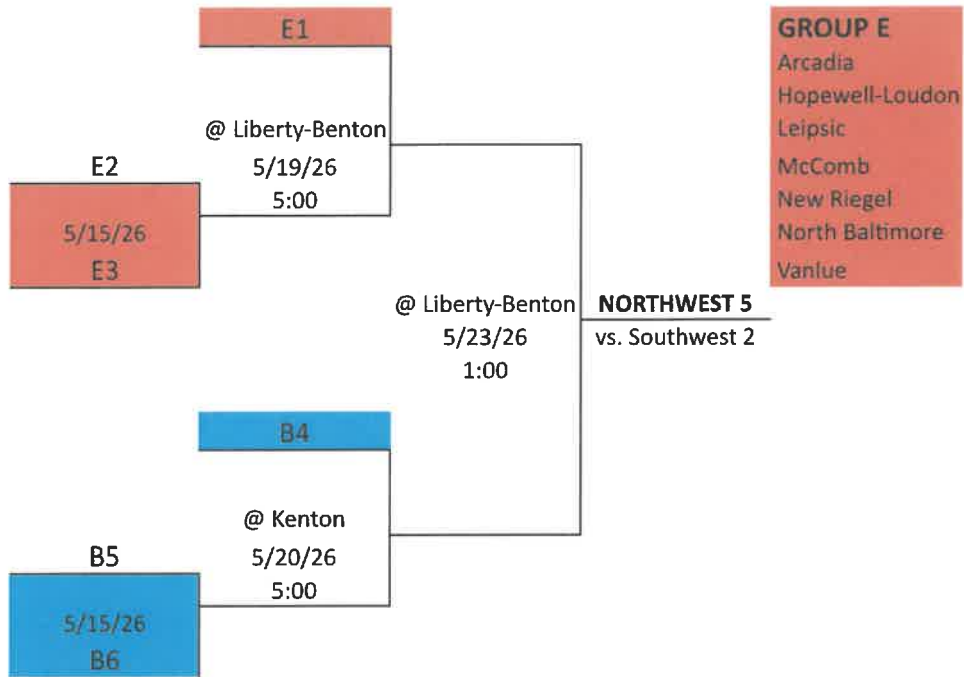 E1
@ Liberty-Benton
5/19/26
5:00
E2
5/15/26
E3
@ Liberty-Benton
5/23/26
1:00
NORTHWEST 5
vs. Southwest 2
B4
@ Kenton
5/20/26
5:00
B5
5/15/26
B6
GROUP E
Arcadia
Hopewell-Loudon
Leipsic
McComb
New Riegel
North Baltimore
Vanlue